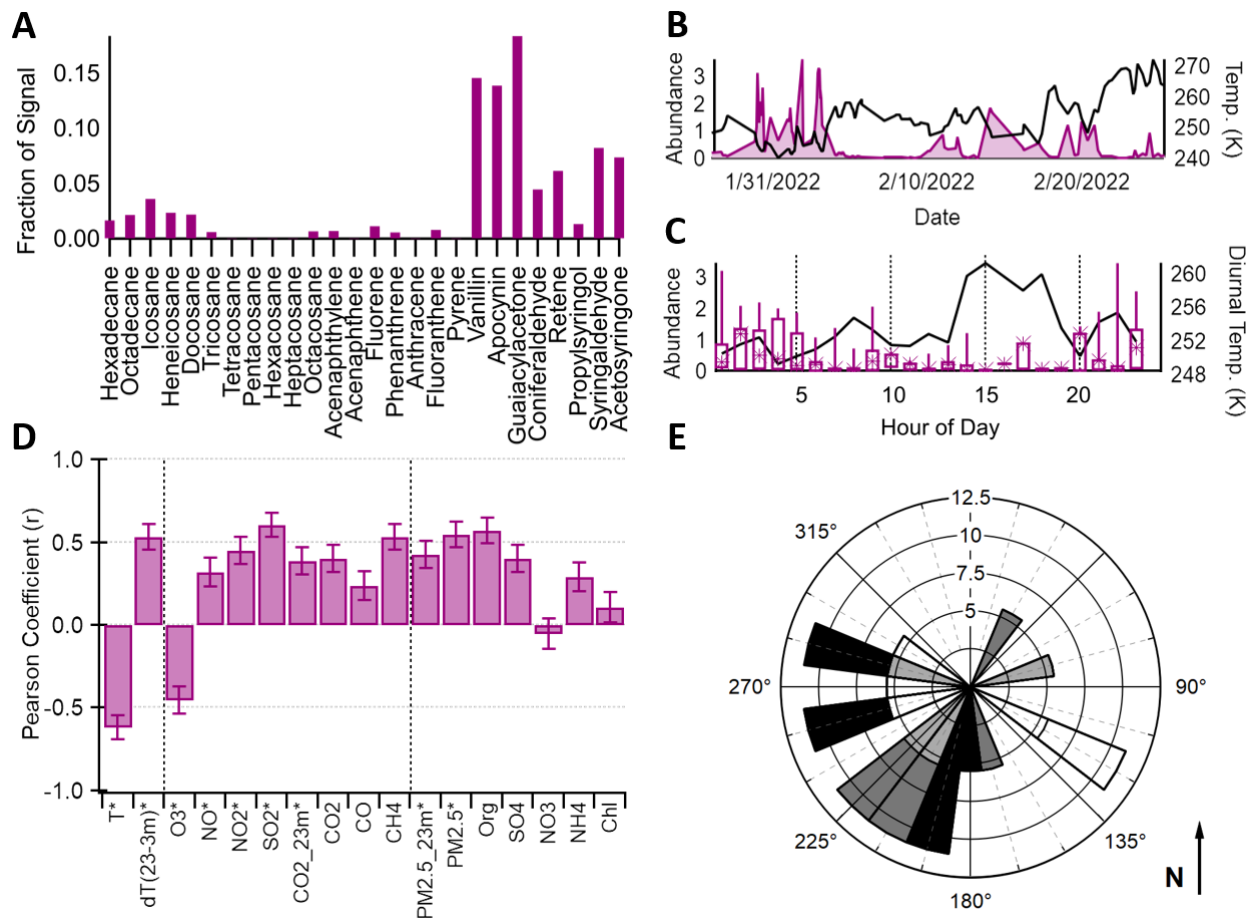 A
Fraction of Signal
0.15
0.10
0.05
0.00
Hexadecane
Octadecane
Icosane
Heneicosane
Docosane
Tricosane
Tetracosane
Pentacosane
Hexacosane
Heptacosane
Octacosane
Acenaphthylene
Acenaphthene
Fluorene
Phenanthrene
Anthracene
Fluoranthene
Pyrene
Vanillin
Apocynin
Guaiacylacetone
Coniferaldehyde
Retene
Propylsyringol
Syringaldehyde
Acetosyringone
B
Abundance
3
2
1
0
270
260
250
240
Temp. (K)
1/31/2022 2/10/2022 2/20/2022
Date
C
Abundance
3
2
1
0
260
256
252
248
Diurnal Temp. (K)
5 10 15 20
Hour of Day
D
Pearson Coefficient (r)
1.0
0.5
0.0
-0.5
-1.0
T*
dT(23-3m)*
O3*
NO*
NO2*
SO2*
CO2_23m*
CO2
CO
CH4
PM2.5_23m*
PM2.5*
Org
SO4
NO3
NH4
Chl
E
12.5
10
7.5
5
315°
270°
90°
225°
135°
180°
N